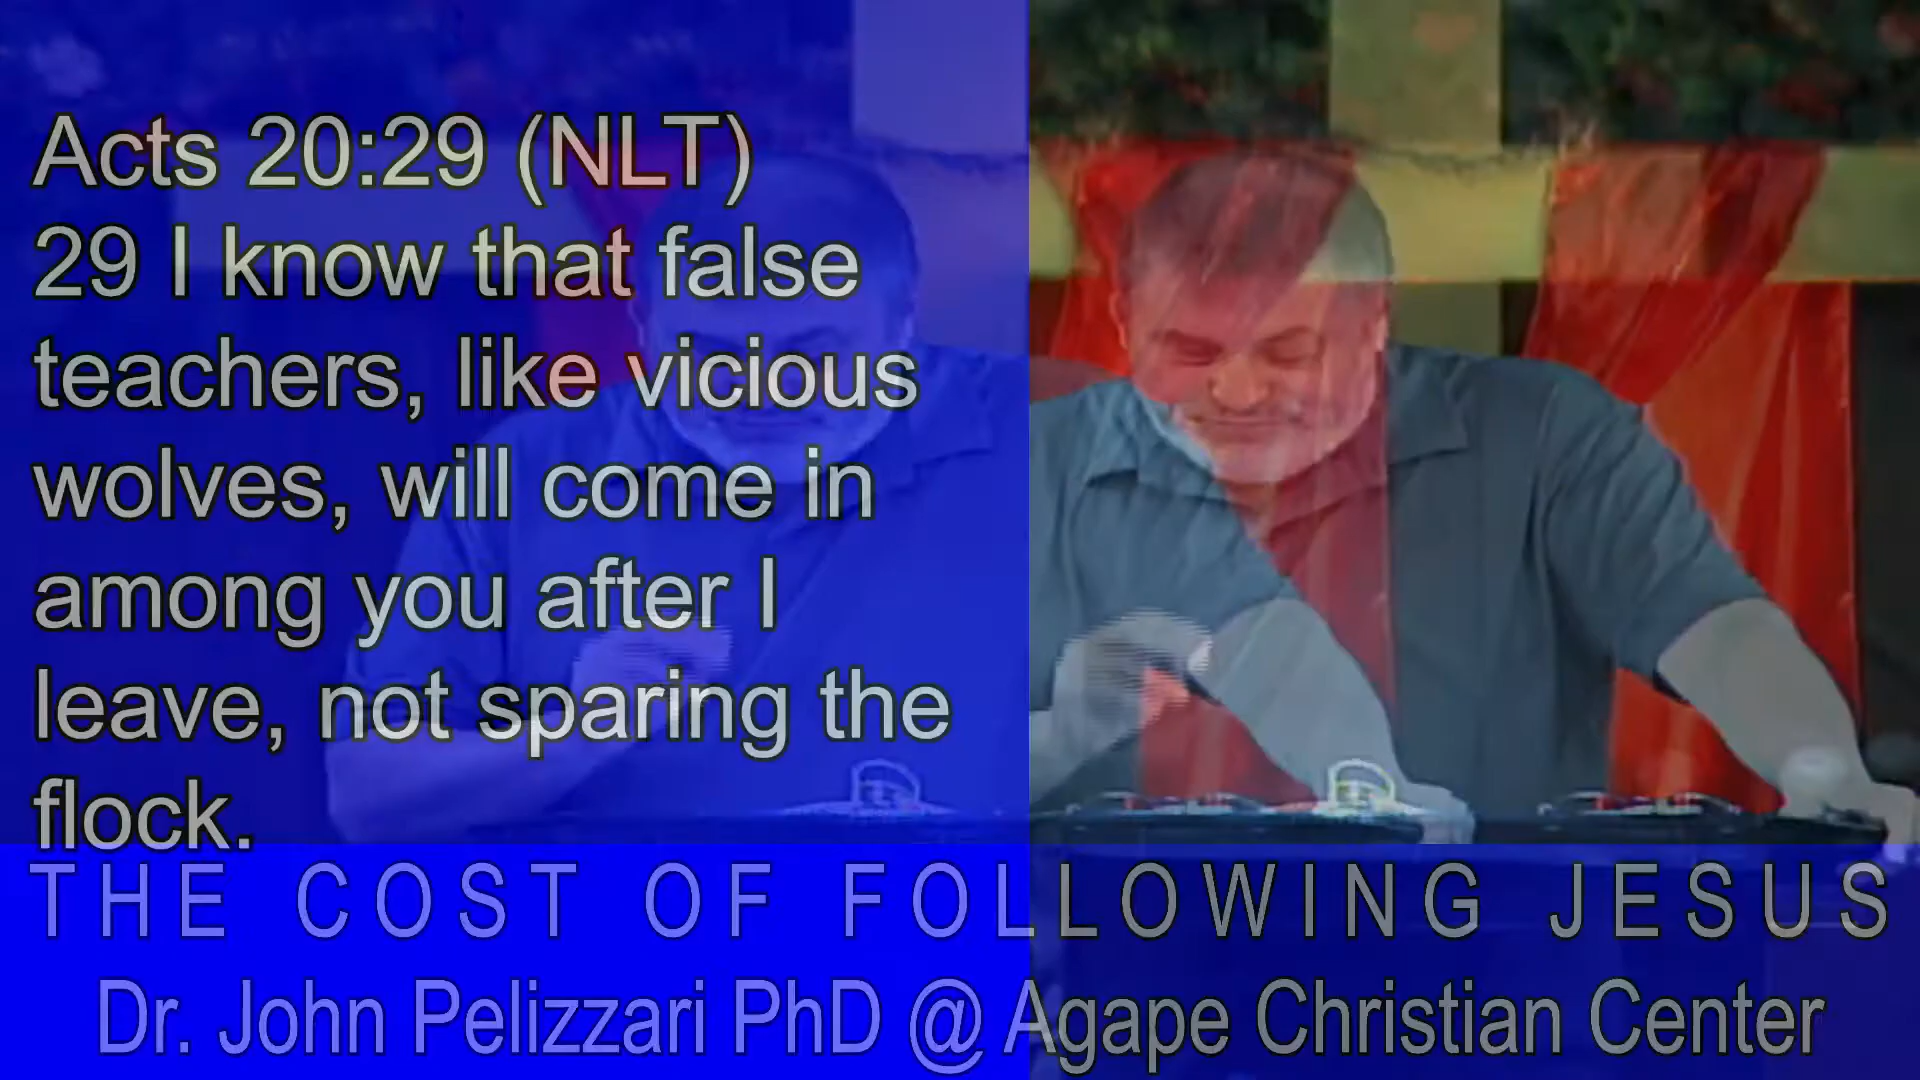 Acts 20:29 (NLT)
29 I know that false
teachers, like vicious
wolves, will come in
among you after I
leave, not sparing the
flock.
THE COST OF FOLLOWING JESUS
Dr. John Pelizzari PhD @ Agape Christian Center